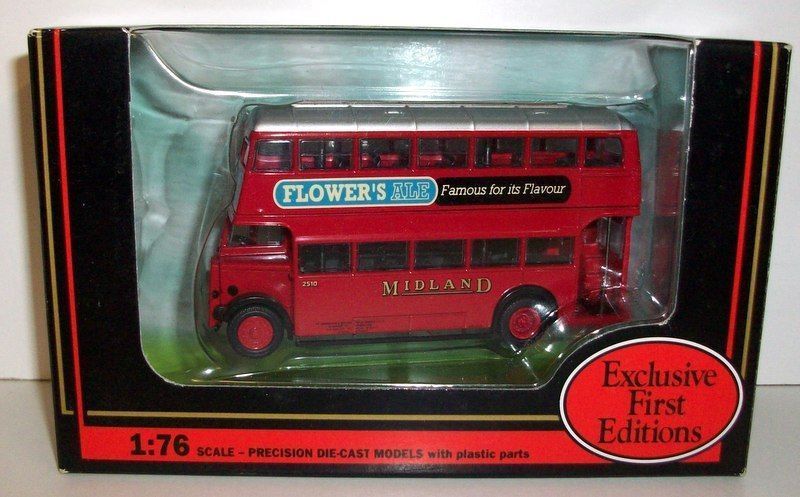 FLOWER'S ALE Famous for its Flavour
2510
MIDLAND
Exclusive
First
Editions
1:76 SCALE - PRECISION DIE-CAST MODELS with plastic parts